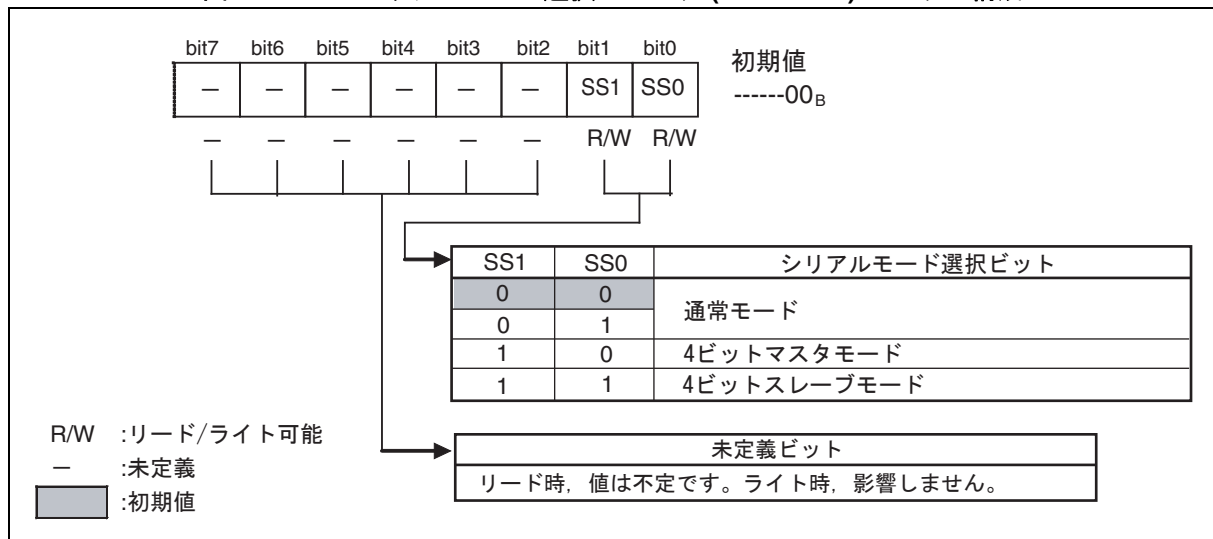 bit7 bit6 bit5 bit4 bit3 bit2 bit1 bit0
初期値
− − − − − − SS1 SS0
------00B
− − − − − − R/W R/W
SS1 SS0 シリアルモード選択ビット
0 0 通常モード
0 1
1 0 4ビットマスタモード
1 1 4ビットスレーブモード
R/W :リード/ライト可能
− :未定義
:初期値
未定義ビット
リード時，値は不定です。ライト時，影響しません。